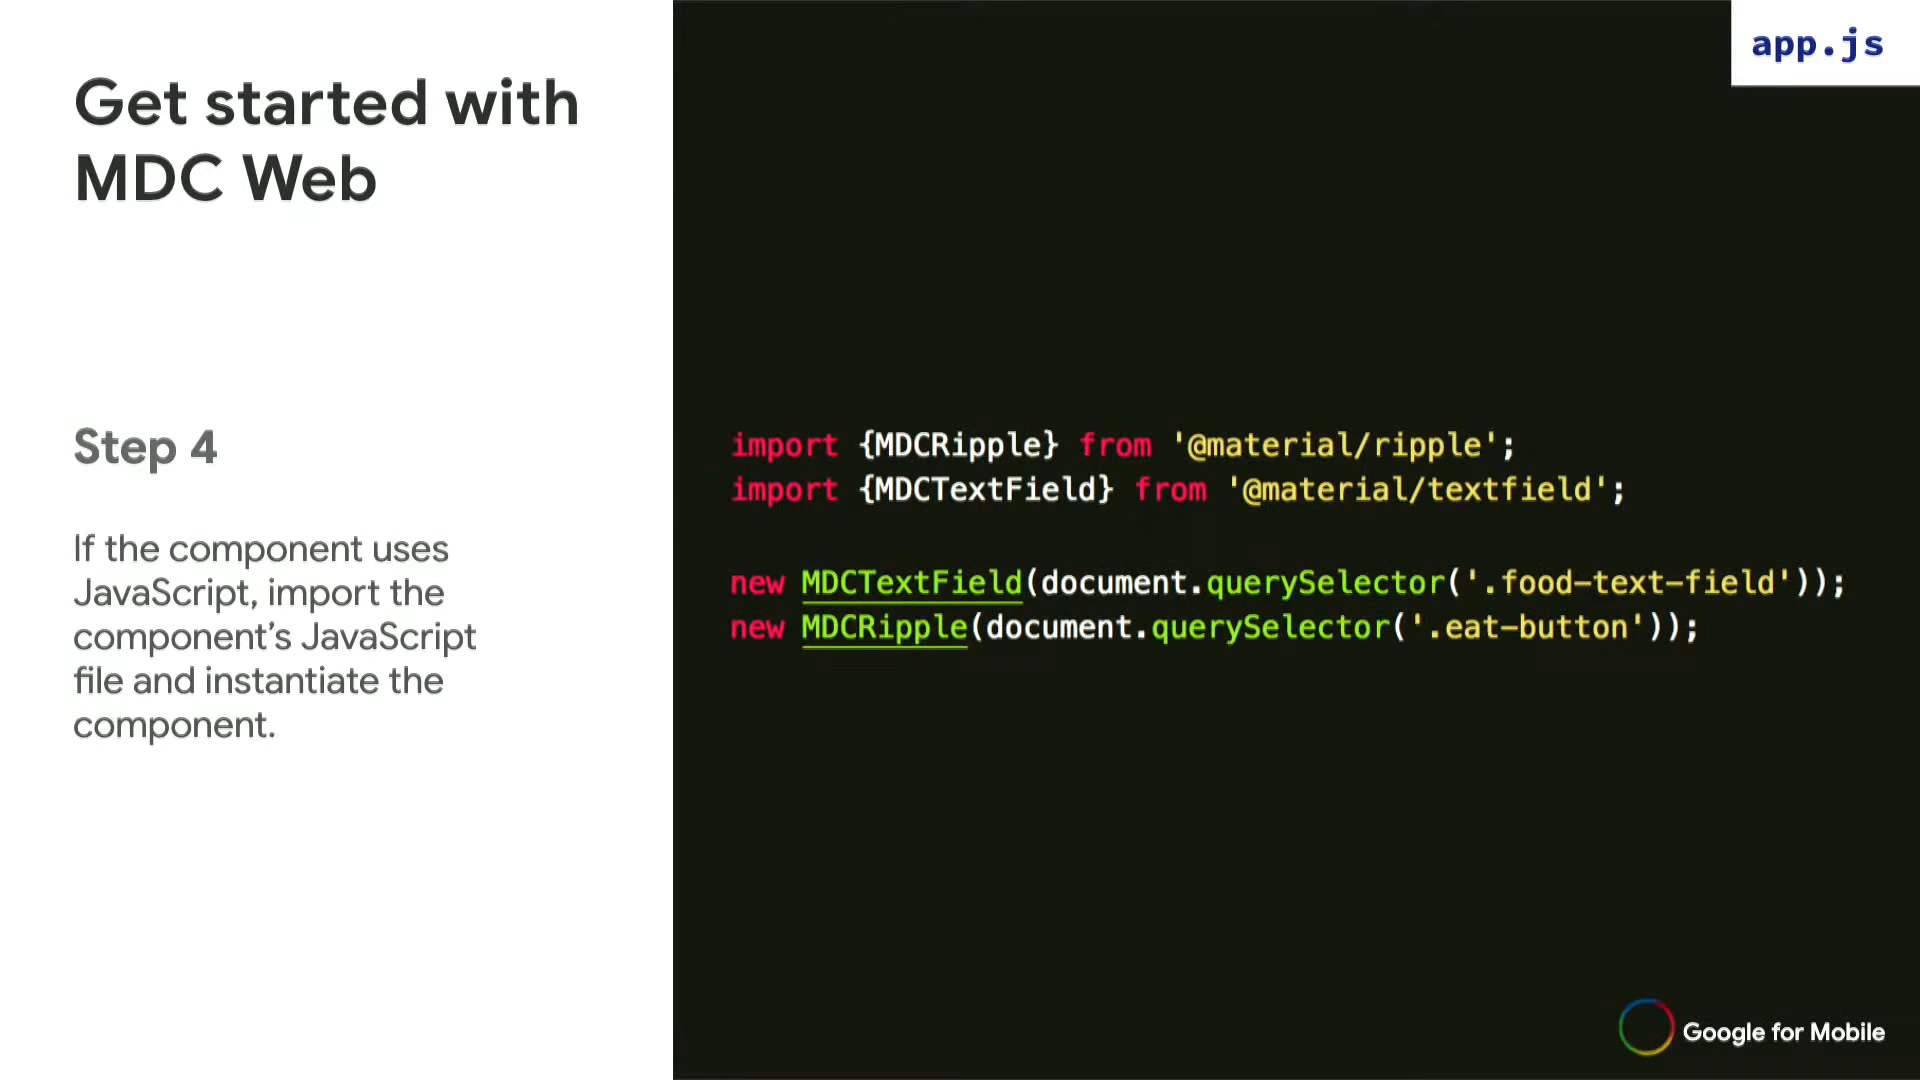 Get started with
MDC Web
Step 4
If the component uses
JavaScript, import the
component’s JavaScript
file and instantiate the
component.
app.js
import {MDCRipple} from '@material/ripple';
import {MDCTextField} from '@material/textfield';
new MDCTextField(document.querySelector('.food-text-field'));
new MDCRipple(document.querySelector('.eat-button'));
Google for Mobile